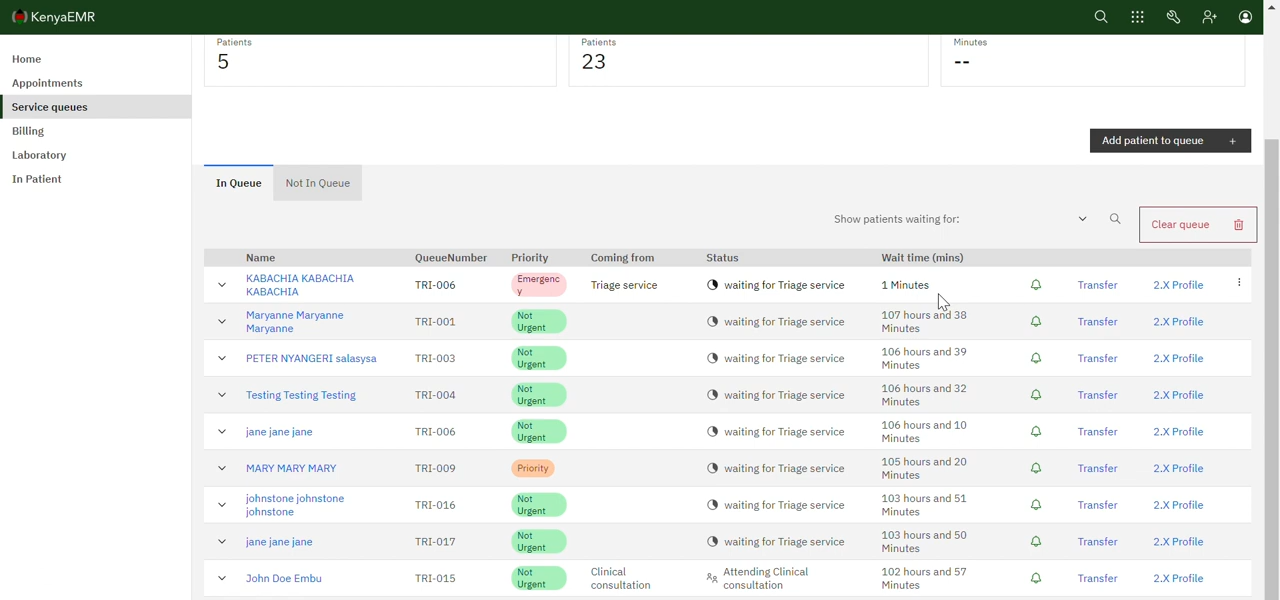 KenyaEMR
Home
Appointments
Service queues
Billing
Laboratory
In Patient
Patients
5
Patients
23
Minutes
--
Add patient to queue +
In Queue
Not In Queue
Show patients waiting for:
Clear queue
Name QueueNumber Priority Coming from Status Wait time (mins)
KABACHIA KABACHIA
KABACHIA
TRI-006
Emergenc
y
Triage service
waiting for Triage service
1 Minutes
Transfer
2.X Profile
Maryanne Maryanne
Maryanne
TRI-001
Not
Urgent
waiting for Triage service
107 hours and 38
Minutes
Transfer
2.X Profile
PETER NYANGERI salasysa
TRI-003
Not
Urgent
waiting for Triage service
106 hours and 39
Minutes
Transfer
2.X Profile
Testing Testing Testing
TRI-004
Not
Urgent
waiting for Triage service
106 hours and 32
Minutes
Transfer
2.X Profile
jane jane jane
TRI-006
Not
Urgent
waiting for Triage service
106 hours and 10
Minutes
Transfer
2.X Profile
MARY MARY MARY
TRI-009
Priority
waiting for Triage service
105 hours and 20
Minutes
Transfer
2.X Profile
johnstone johnstone
johnstone
TRI-016
Not
Urgent
waiting for Triage service
103 hours and 51
Minutes
Transfer
2.X Profile
jane jane jane
TRI-017
Not
Urgent
waiting for Triage service
103 hours and 50
Minutes
Transfer
2.X Profile
John Doe Embu
TRI-015
Not
Urgent
Clinical
consultation
Attending Clinical
consultation
102 hours and 57
Minutes
Transfer
2.X Profile